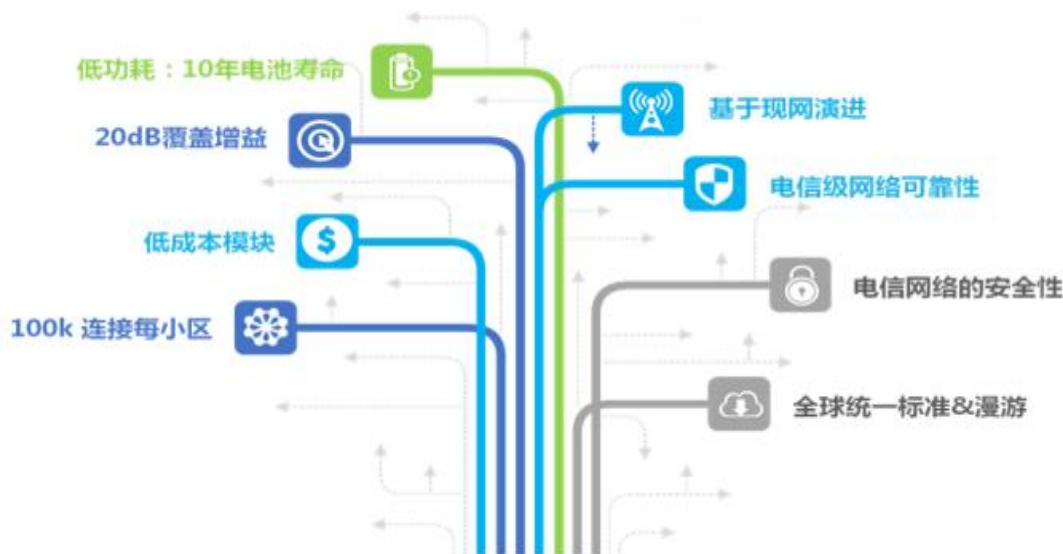 低功耗：10年电池寿命
20dB覆盖增益
低成本模块
100k 连接每小区
基于现网演进
电信级网络可靠性
电信网络的安全性
全球统一标准&漫游